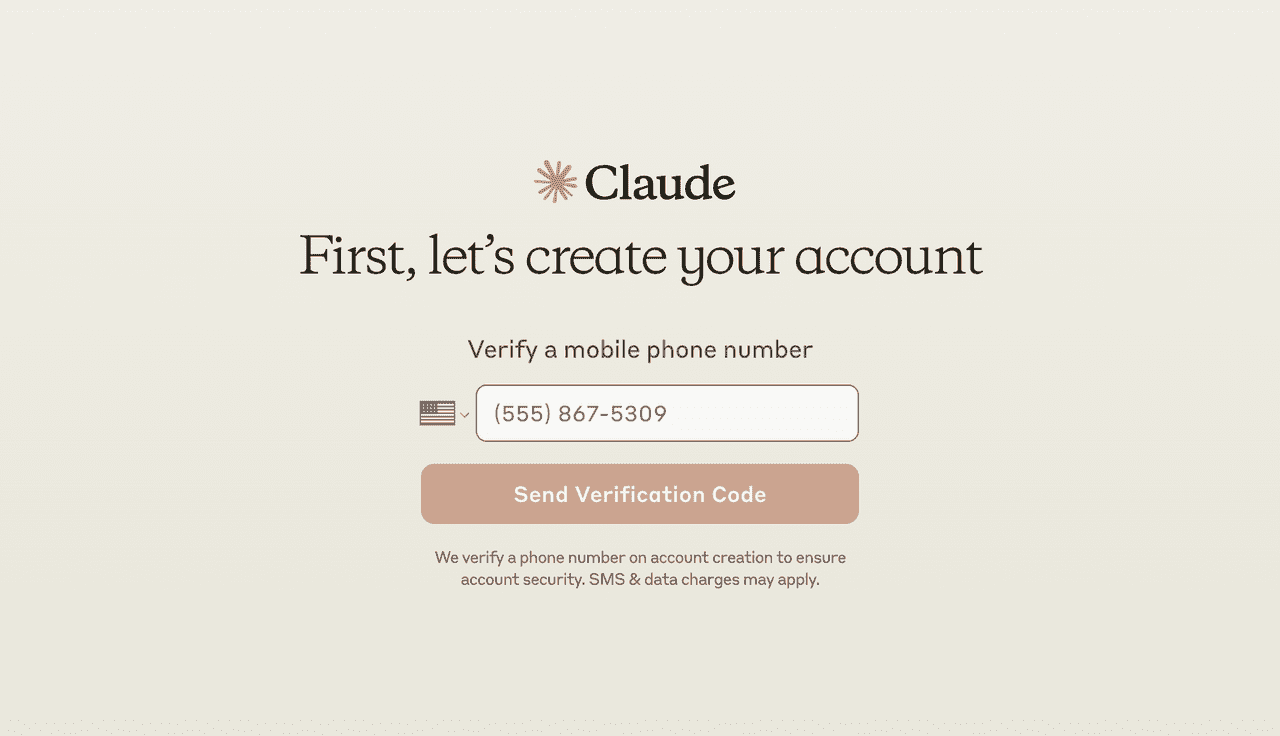 Claude
First, let’s create your account
Verify a mobile phone number
(555) 867-5309
Send Verification Code
We verify a phone number on account creation to ensure
account security. SMS & data charges may apply.